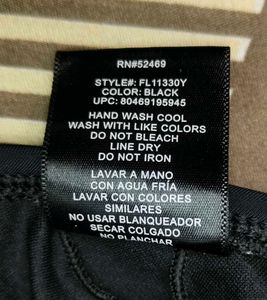 RN#52469
STYLE#: FL11330Y
COLOR: BLACK
UPC: 80469195945
HAND WASH COOL
WASH WITH LIKE COLORS
DO NOT BLEACH
LINE DRY
DO NOT IRON
LAVAR A MANO
CON AGUA FRÍA
LAVAR CON COLORES
SIMILARES
NO USAR BLANQUEADOR
SECAR COLGADO
NO PLANCHAR